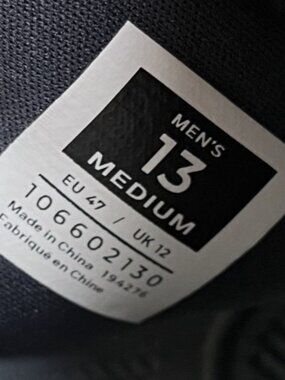 MEN'S
13
MEDIUM
EU 47 / UK 12
106602130
Made in China 194276
Fabriqué en Chine